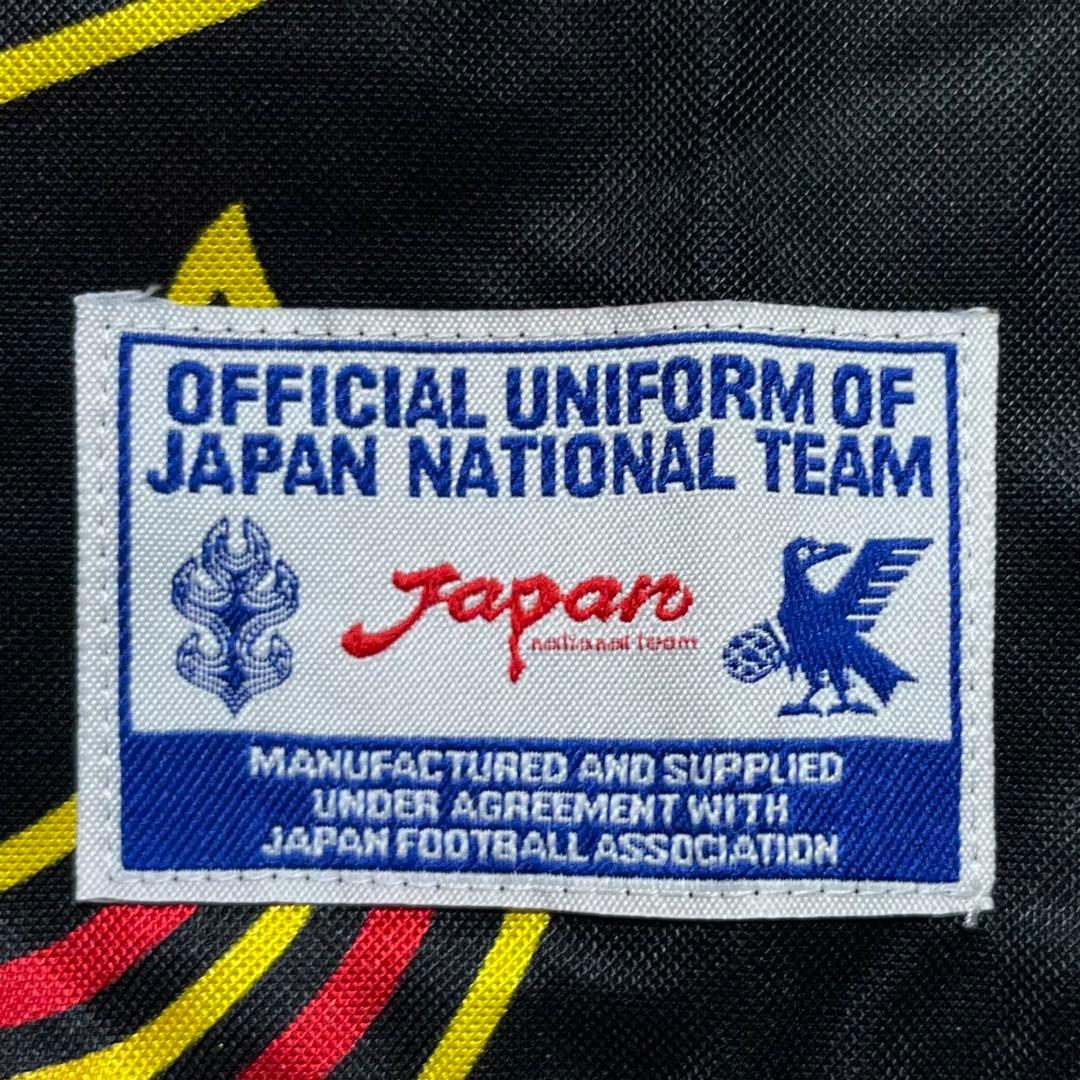 OFFICIAL UNIFORM OF
JAPAN NATIONAL TEAM
Japan
national team
MANUFACTURED AND SUPPLIED
UNDER AGREEMENT WITH
JAPAN FOOTBALL ASSOCIATION